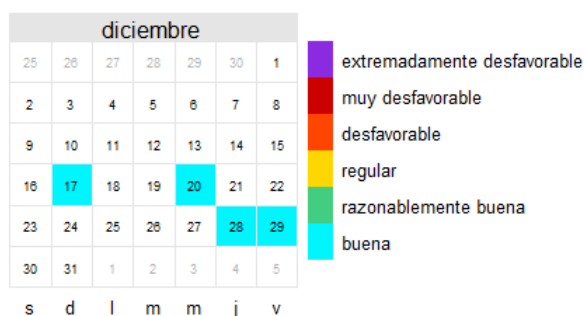 diciembre
25 26 27 28 29 30 1
2 3 4 5 6 7 8
9 10 11 12 13 14 15
16 17 18 19 20 21 22
23 24 25 26 27 28 29
30 31 1 2 3 4 5
s d l m m j v
extremadamente desfavorable
muy desfavorable
desfavorable
regular
razonablemente buena
buena